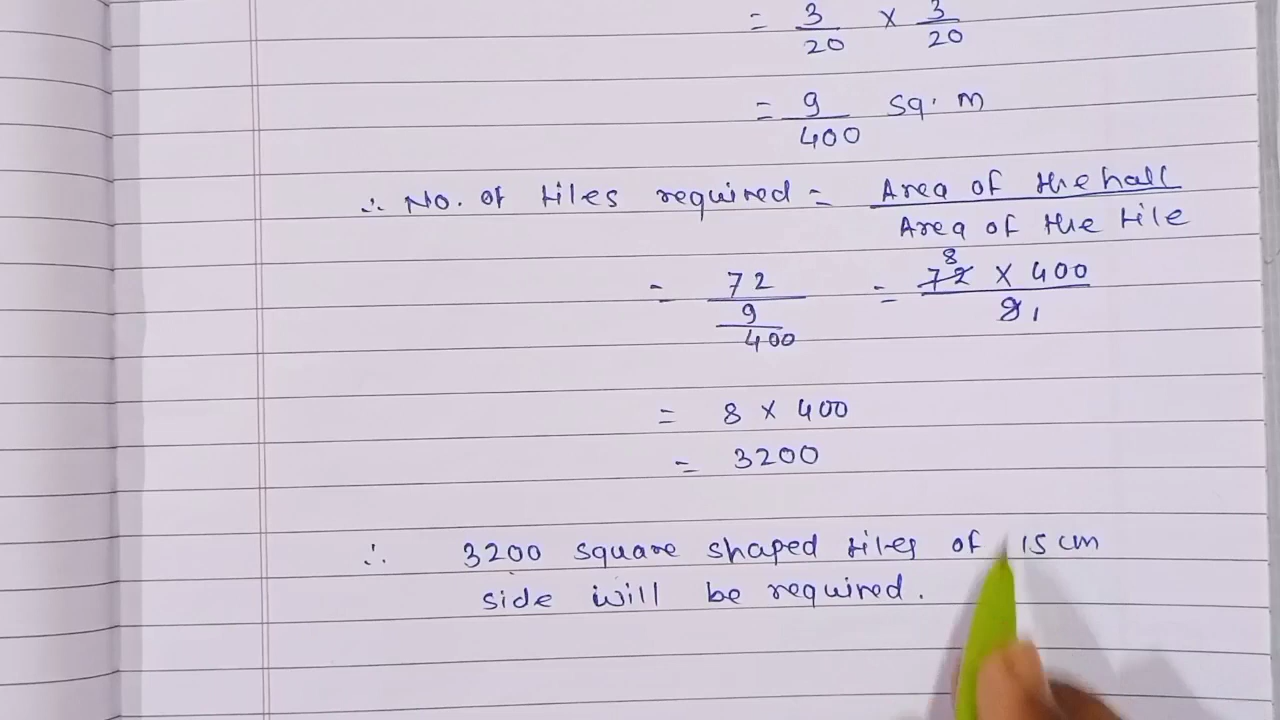 = 3/20 × 3/20
= 9/400 sq. m
∴ No. of tiles required = Area of the hall / Area of the tile
= 72 / (9/400) = 72 8 × 400 / 9 1
= 8 × 400
= 3200
∴ 3200 square shaped tiles of 15 cm
side will be required.